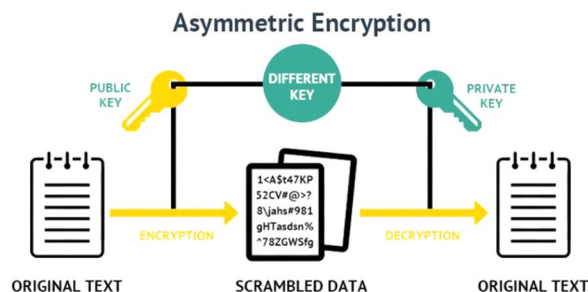 Asymmetric Encryption
PUBLIC
KEY
DIFFERENT
KEY
PRIVATE
KEY
1<A$t47KP
52CV#@>?
8\jahs#981
gHTasdsn%
^78ZGWSfg
ENCRYPTION
DECRYPTION
ORIGINAL TEXT
SCRAMBLED DATA
ORIGINAL TEXT